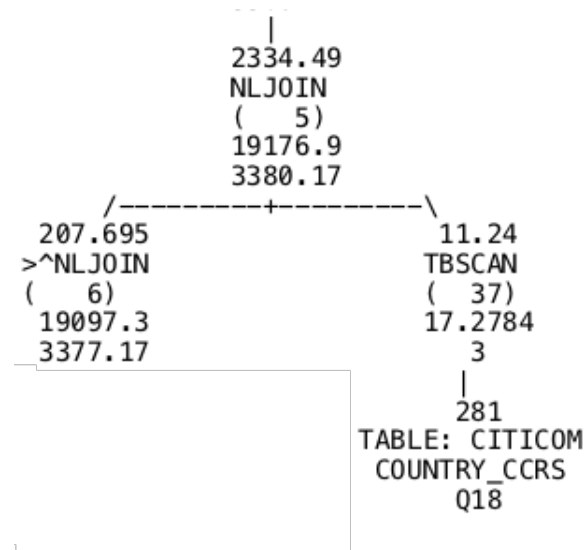 |
2334.49
NLJOIN
(   5)
19176.9
3380.17
/---------+---------\
207.695 11.24
>^NLJOIN TBSCAN
(   6) (  37)
19097.3 17.2784
3377.17 3
|
281
TABLE: CITICOM
COUNTRY_CCRS
Q18